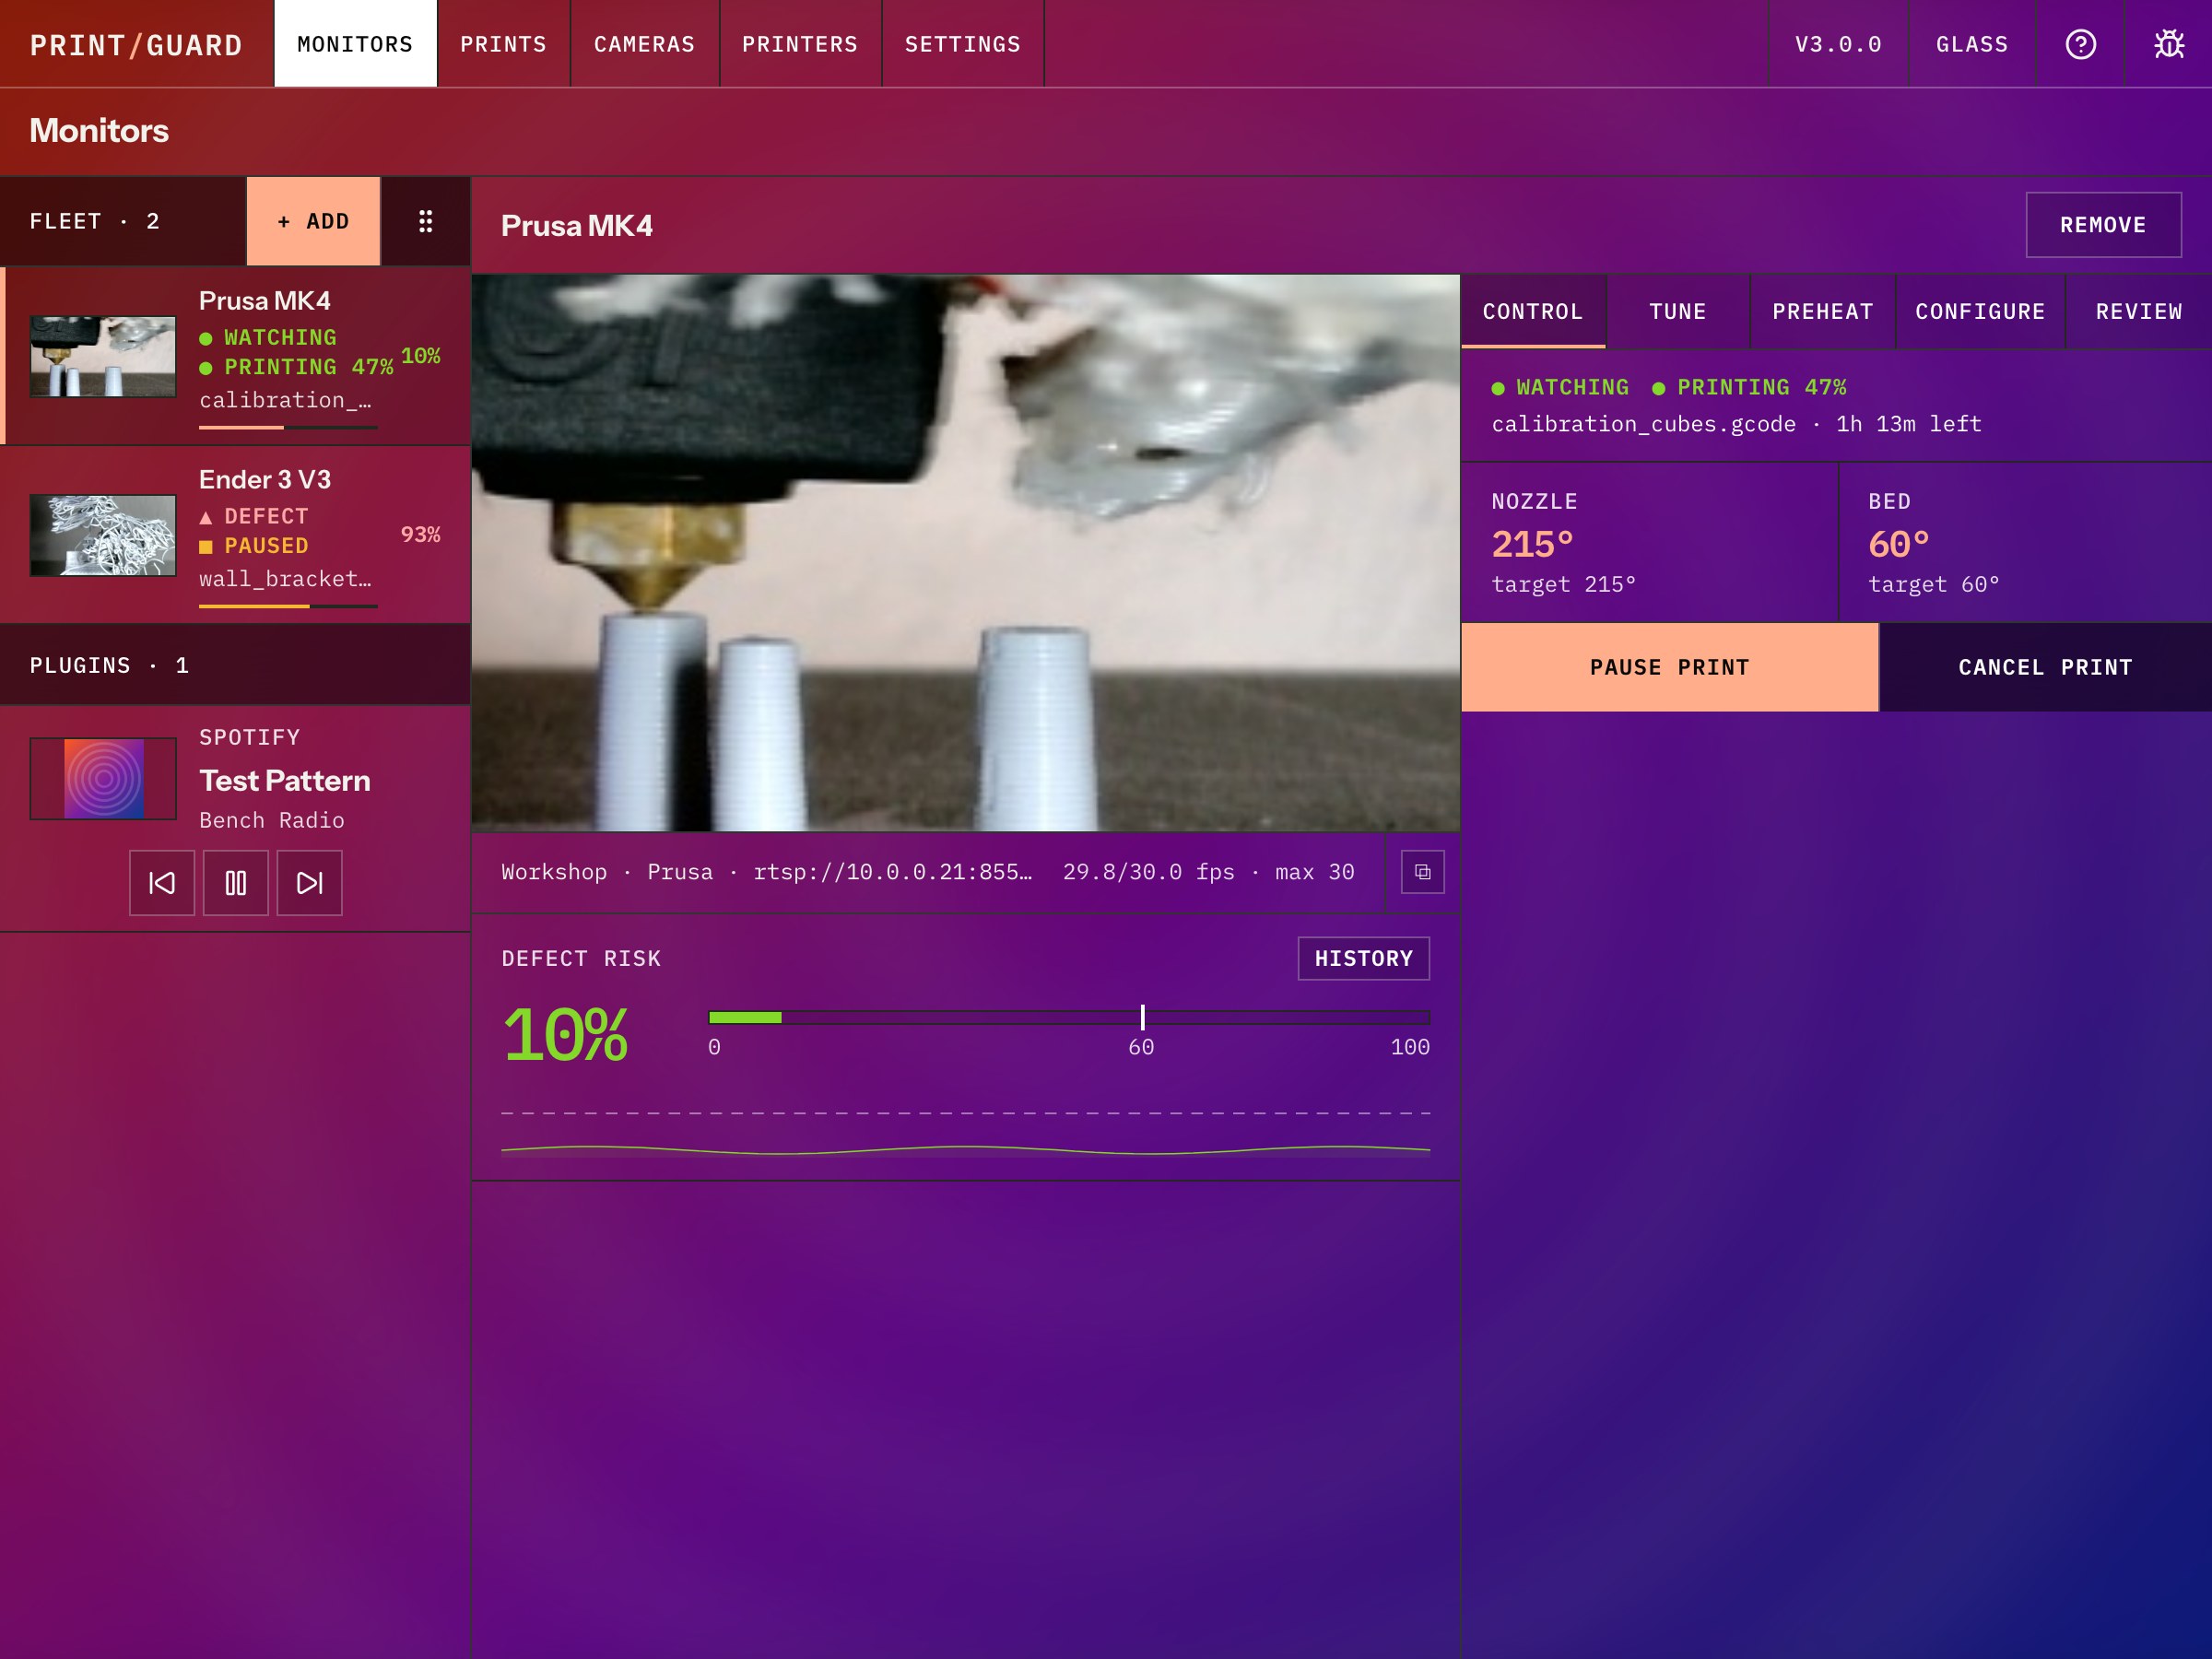 PRINT/GUARD MONITORS PRINTS CAMERAS PRINTERS SETTINGS V3.0.0 GLASS
Monitors
FLEET · 2 + ADD
Prusa MK4
● WATCHING
● PRINTING 47% 10%
calibration_…
Ender 3 V3
▲ DEFECT
■ PAUSED 93%
wall_bracket…
PLUGINS · 1
SPOTIFY
Test Pattern
Bench Radio
Prusa MK4 REMOVE
Workshop · Prusa · rtsp://10.0.0.21:855… 29.8/30.0 fps · max 30
DEFECT RISK HISTORY
10%
0 60 100
CONTROL TUNE PREHEAT CONFIGURE REVIEW
● WATCHING ● PRINTING 47%
calibration_cubes.gcode · 1h 13m left
NOZZLE BED
215° 60°
target 215° target 60°
PAUSE PRINT CANCEL PRINT